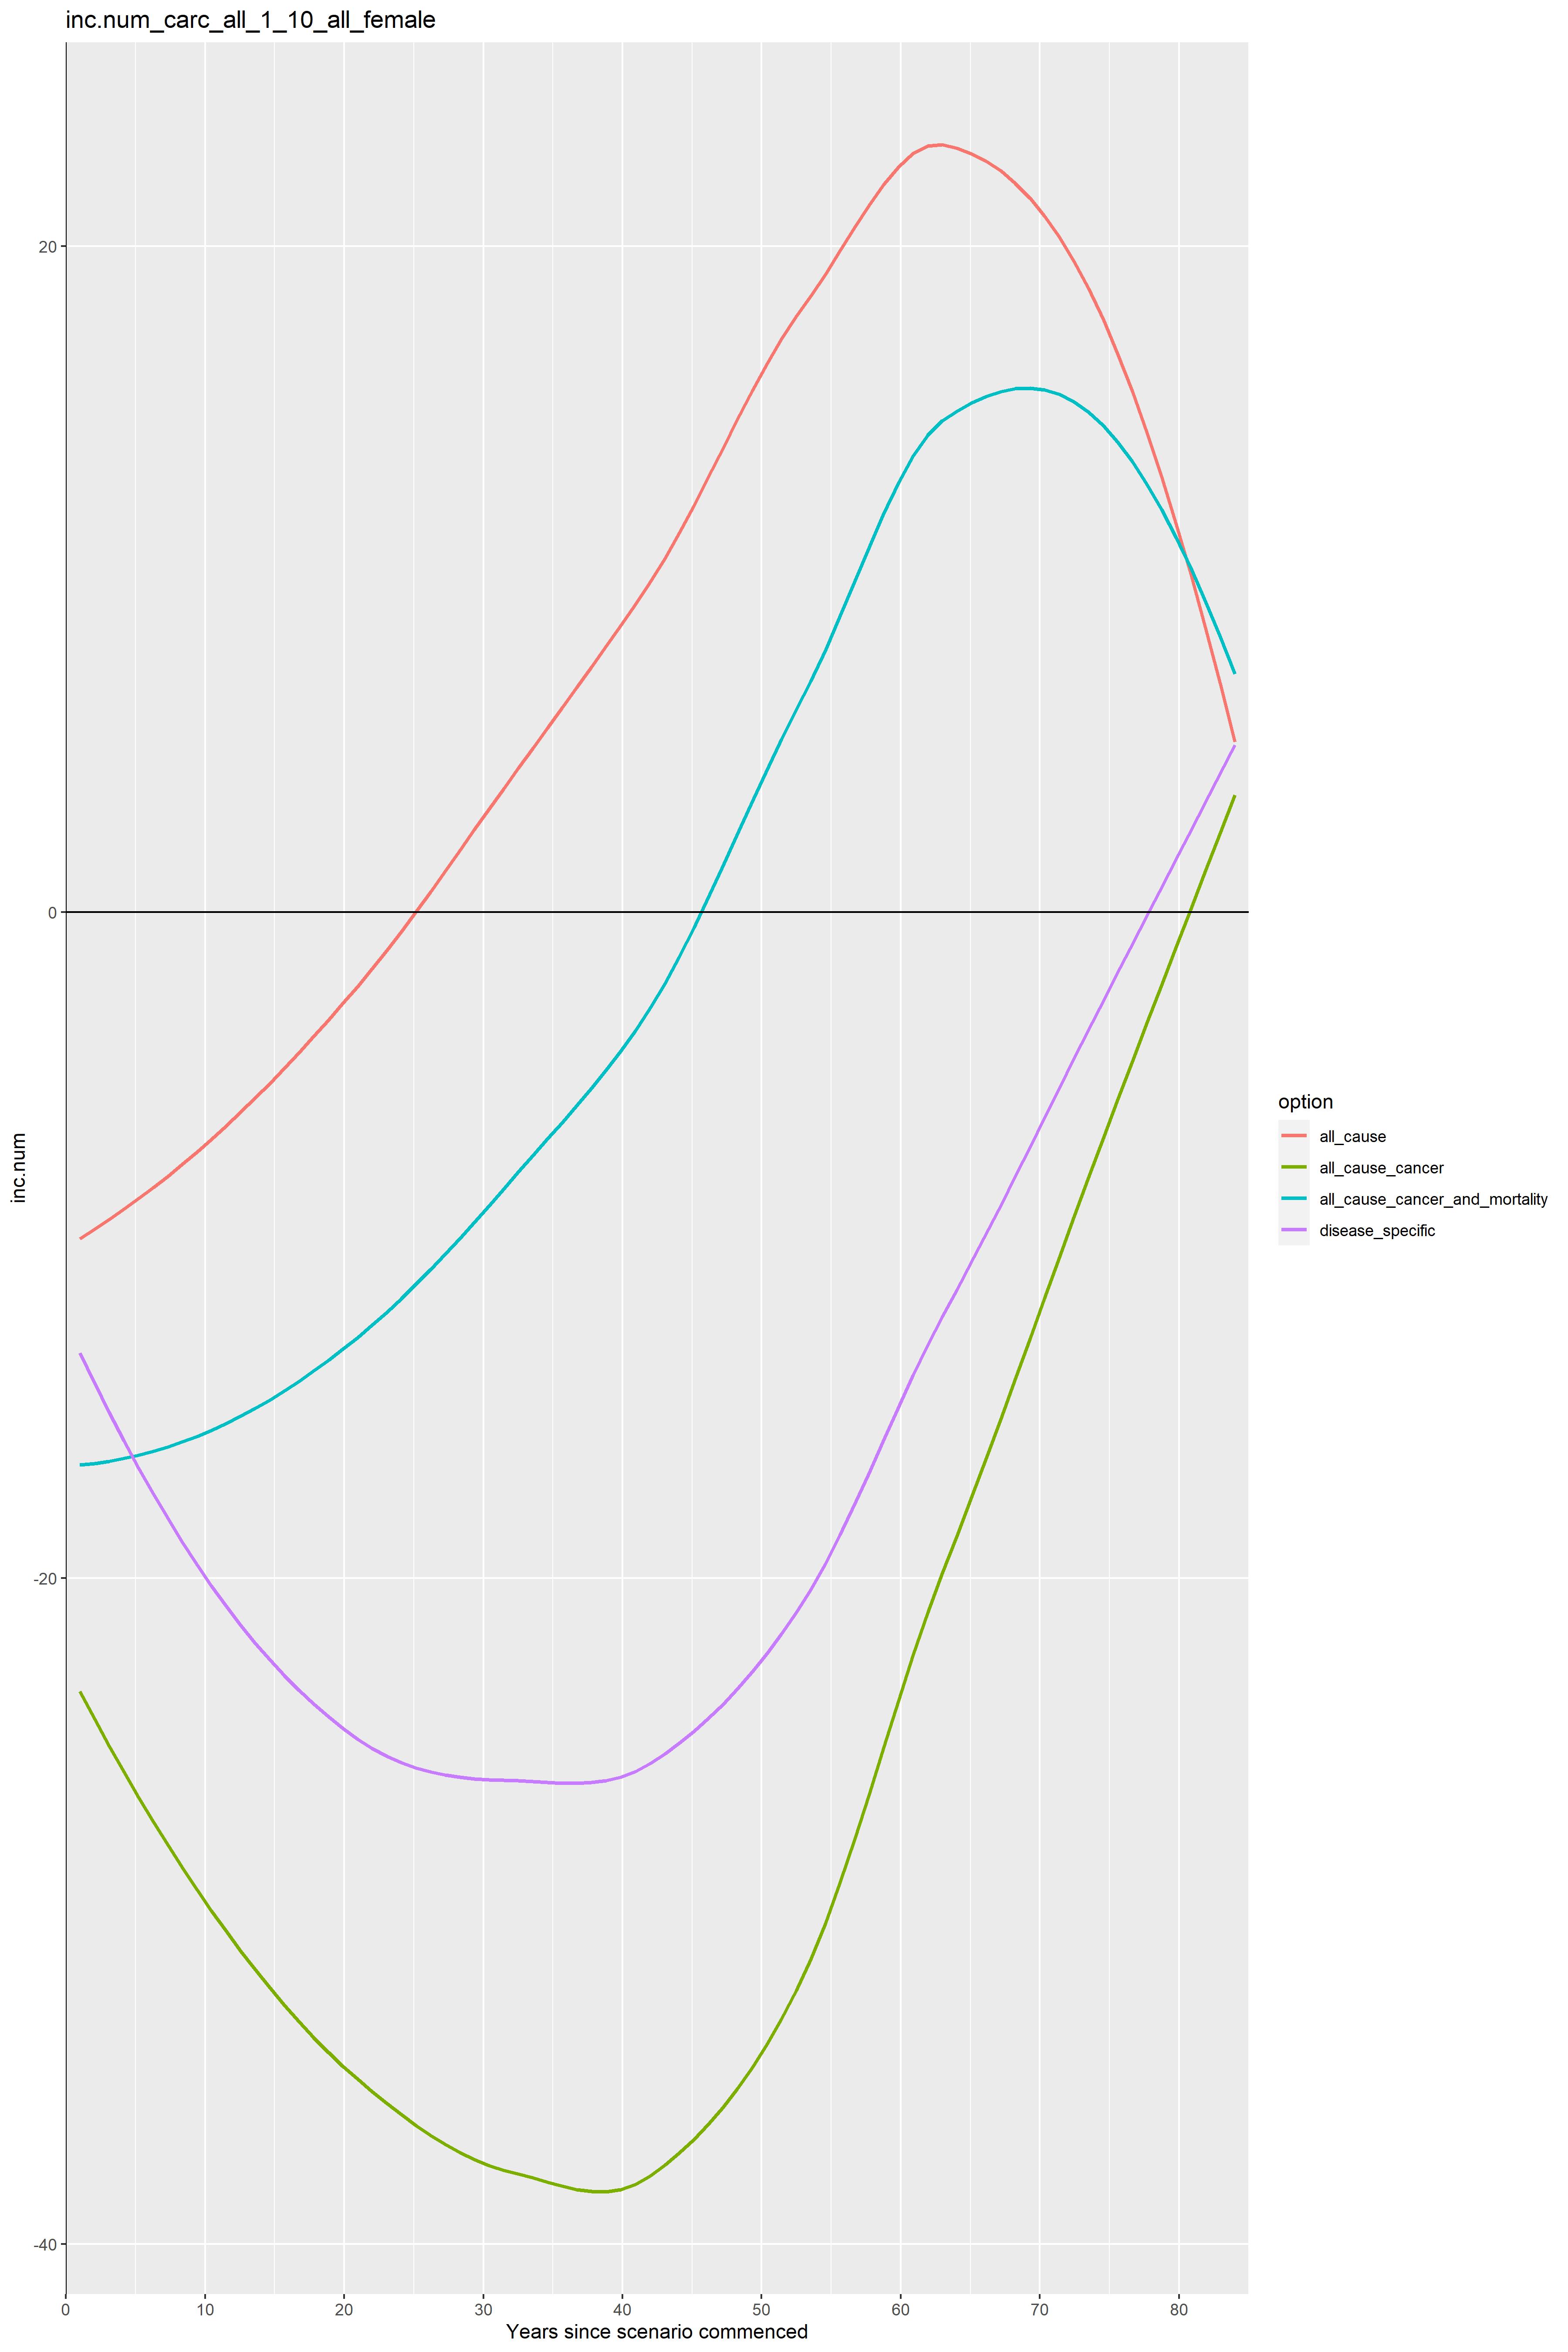 inc.num_carc_all_1_10_all_female
20
0
-20
-40
inc.num
0 10 20 30 40 50 60 70 80
Years since scenario commenced
option
all_cause
all_cause_cancer
all_cause_cancer_and_mortality
disease_specific